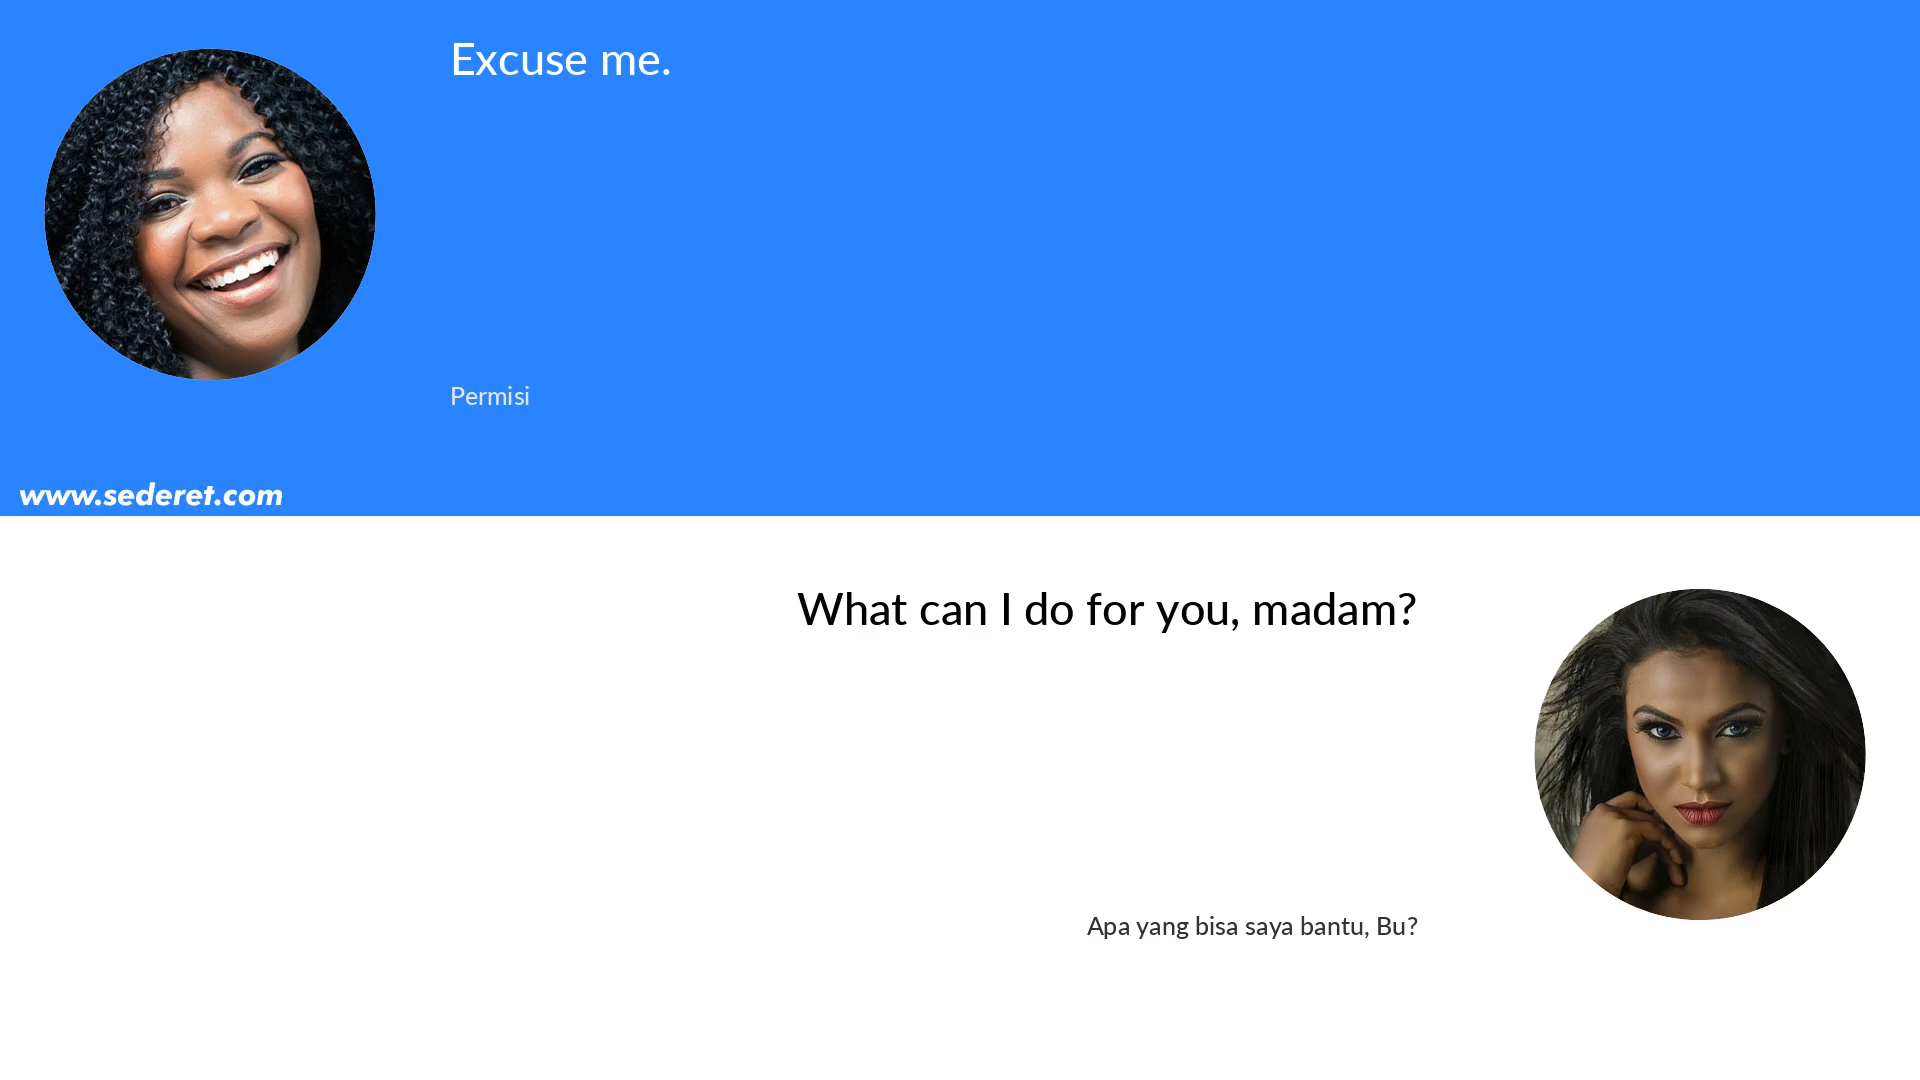 Excuse me.
Permisi
www.sederet.com
What can I do for you, madam?
Apa yang bisa saya bantu, Bu?